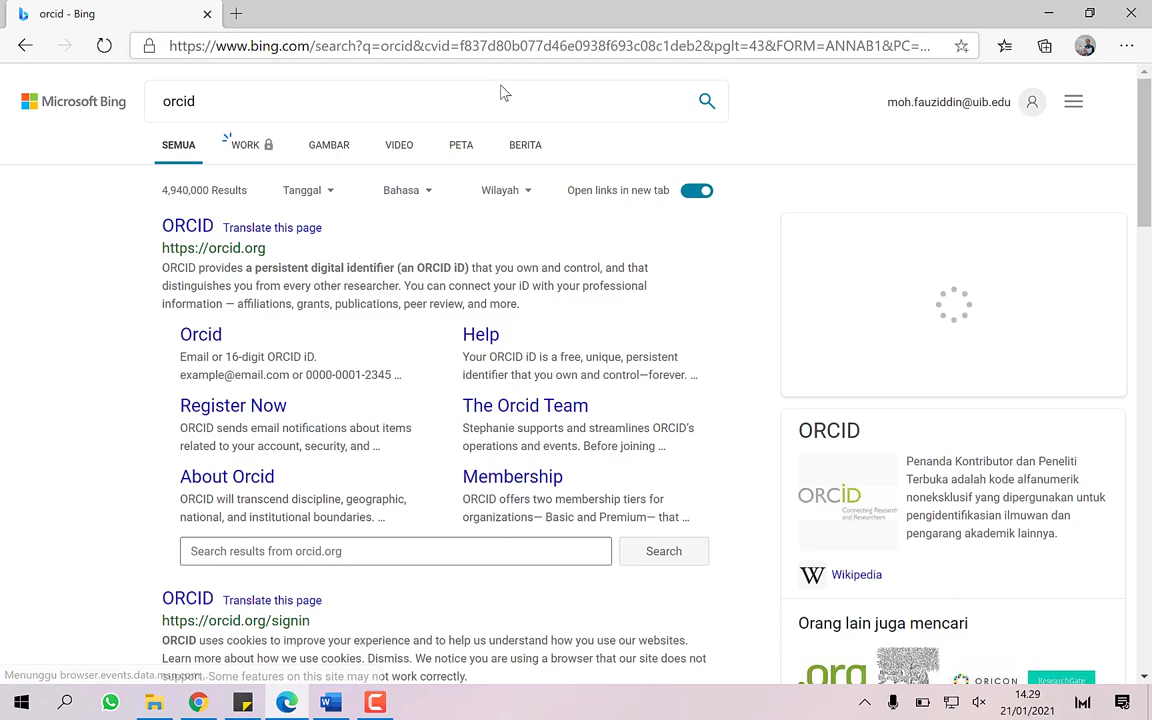 orcid - Bing
https://www.bing.com/search?q=orcid&cvid=f837d80b077d46e0938f693c08c1deb2&pglt=43&FORM=ANNAB1&PC=...
Microsoft Bing
orcid
moh.fauziddin@uib.edu
SEMUA
WORK
GAMBAR
VIDEO
PETA
BERITA
4,940,000 Results
Tanggal
Bahasa
Wilayah
Open links in new tab
ORCID Translate this page
https://orcid.org
ORCID provides a persistent digital identifier (an ORCID iD) that you own and control, and that
distinguishes you from every other researcher. You can connect your iD with your professional
information — affiliations, grants, publications, peer review, and more.
Orcid
Email or 16-digit ORCID iD.
example@email.com or 0000-0001-2345 ...
Help
Your ORCID iD is a free, unique, persistent
identifier that you own and control—forever. ...
Register Now
ORCID sends email notifications about items
related to your account, security, and ...
The Orcid Team
Stephanie supports and streamlines ORCID's
operations and events. Before joining ...
About Orcid
ORCID will transcend discipline, geographic,
national, and institutional boundaries. ...
Membership
ORCID offers two membership tiers for
organizations— Basic and Premium— that ...
Search results from orcid.org
Search
ORCID Translate this page
https://orcid.org/signin
ORCID uses cookies to improve your experience and to help us understand how you use our websites.
Learn more about how we use cookies. Dismiss. We notice you are using a browser that our site does not
support. Some features on this site may not work correctly.
Menunggu browser.events.data.msn.com...
ORCID
ORCID
Connecting Research
and Researchers
Penanda Kontributor dan Peneliti
Terbuka adalah kode alfanumerik
noneksklusif yang dipergunakan untuk
pengidentifikasian ilmuwan dan
pengarang akademik lainnya.
W Wikipedia
Orang lain juga mencari
.org
ORICON
ResearchGate
14.29
21/01/2021